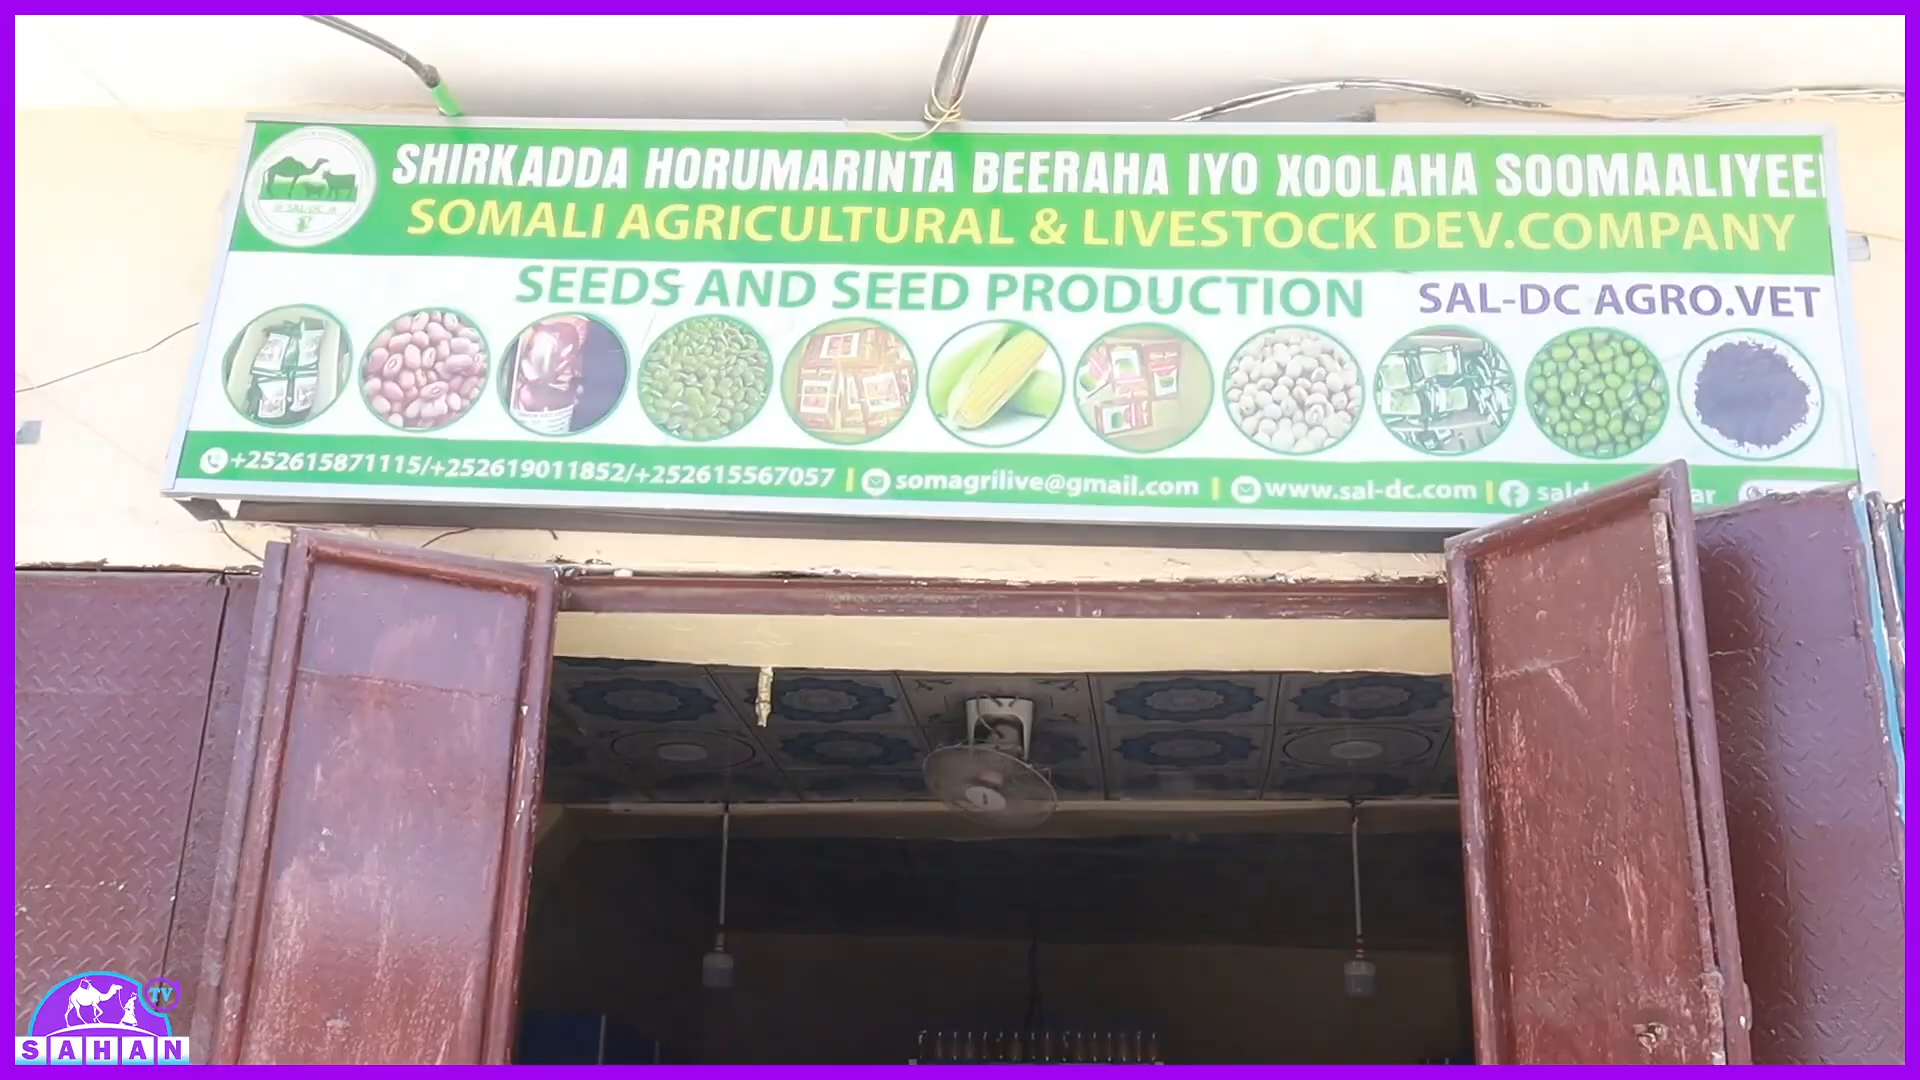 SHIRKADDA HORUMARINTA BEERAHA IYO XOOLAHA SOOMAALIYEE
SOMALI AGRICULTURAL & LIVESTOCK DEV.COMPANY
SEEDS AND SEED PRODUCTION
SAL-DC AGRO.VET
+252615871115/+252619011852/+252615567057 | somagrilive@gmail.com | www.sal-dc.com |
TV
SAHAN